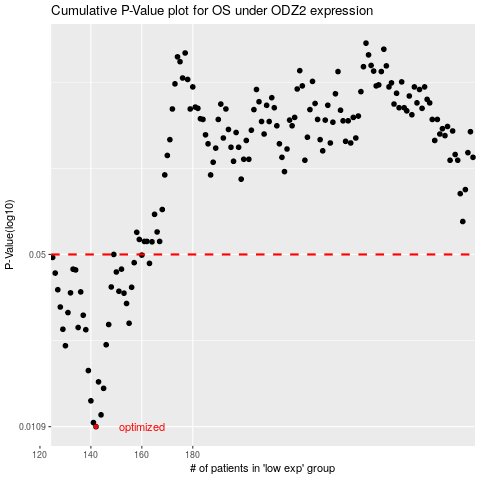 Cumulative P-Value plot for OS under ODZ2 expression
P-Value(log10)
0.05
0.0109
optimized
120 140 160 180
# of patients in 'low exp' group